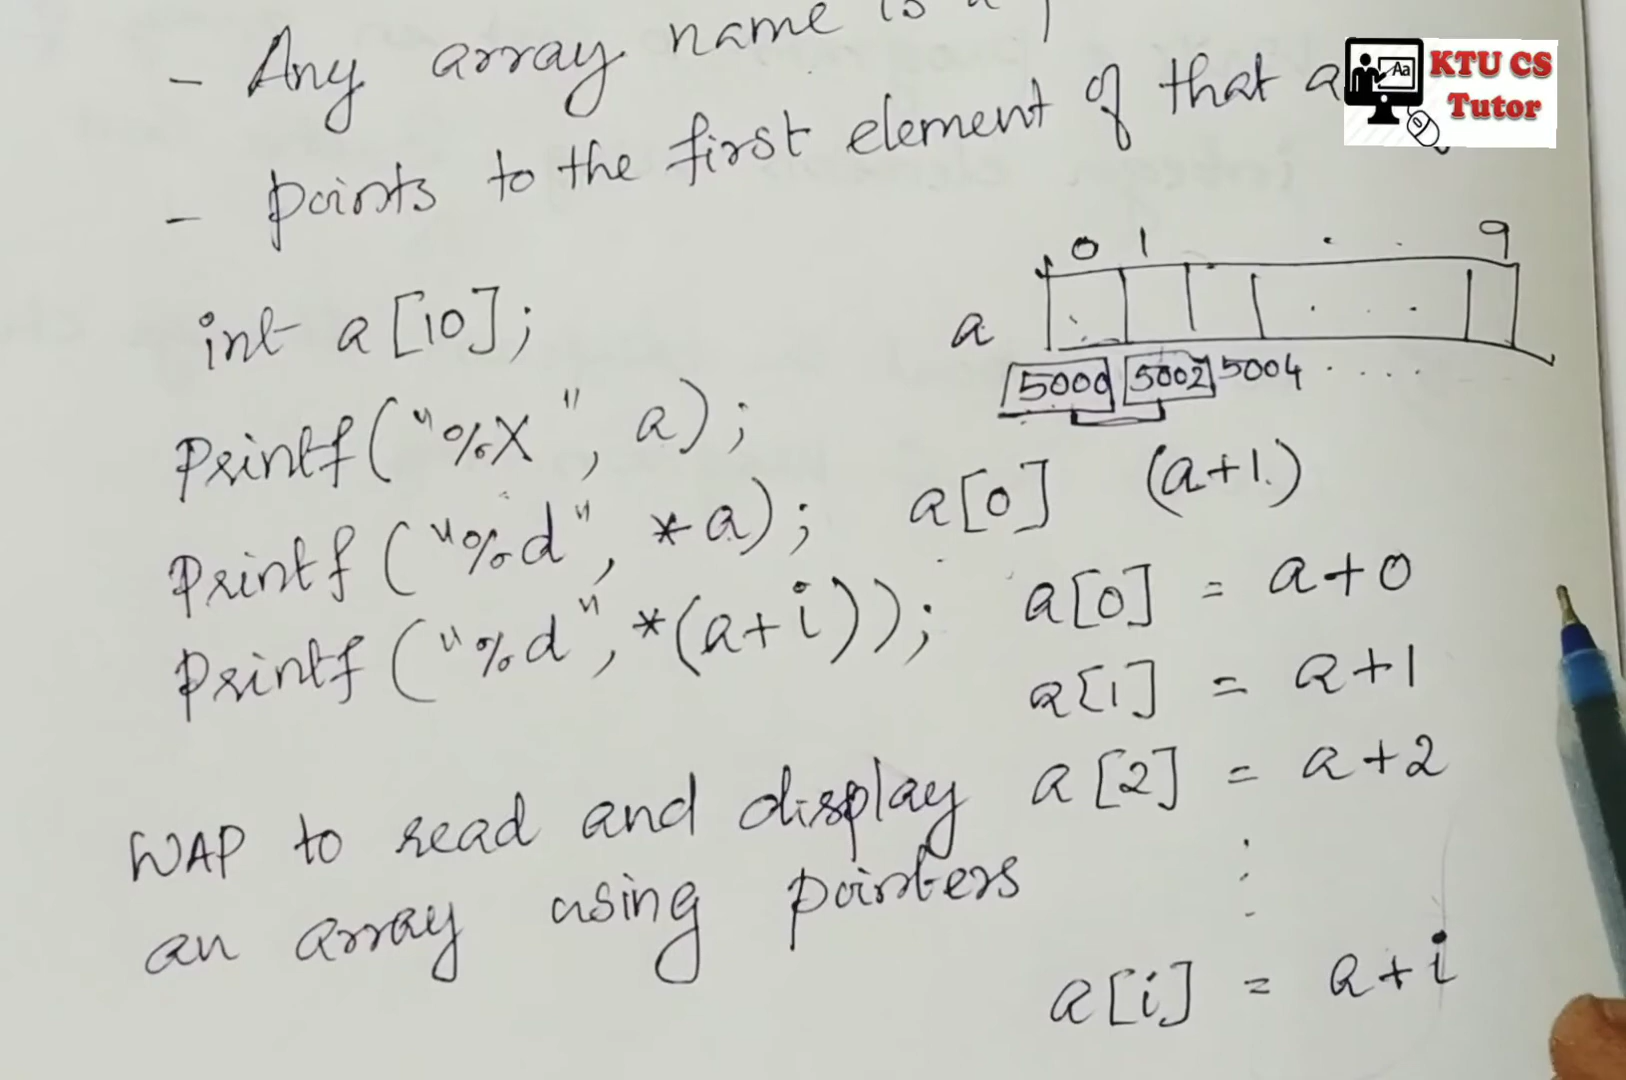 - Any array name is a
- points to the first element of that a
KTU CS
Tutor
Aa
0 1 . . 9
int a[10];
a
5000 5002 5004 ....
printf("%X", a);
(a+1)
printf("%d", *a); a[0]
printf("%d", *(a+i));
a[0] = a+0
a[1] = a+1
a[2] = a+2
WAP to read and display
an array using pointers
a[i] = a+i